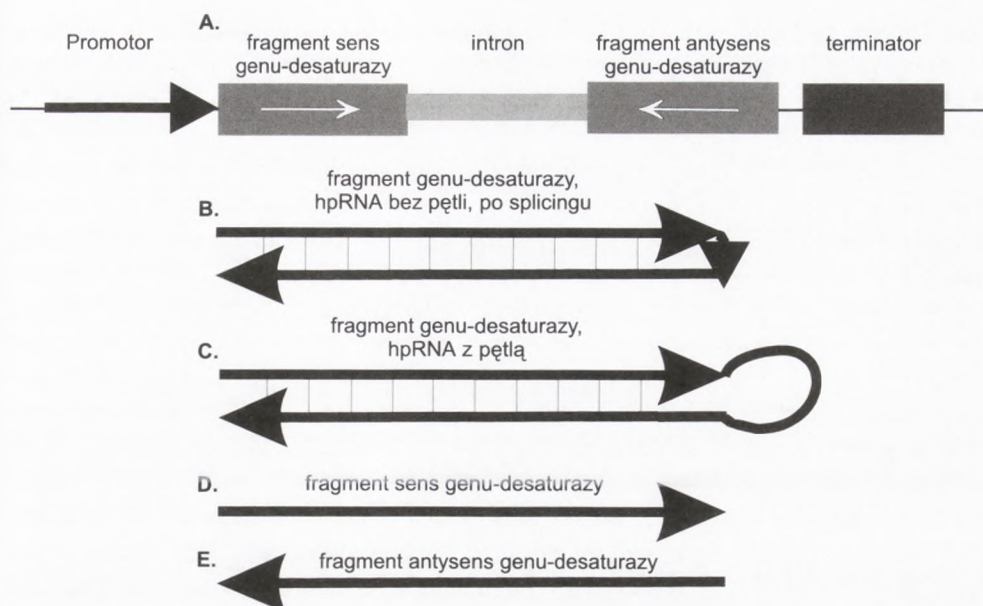 A.
Promotor
fragment sens
genu-desaturazy
intron
fragment antysens
genu-desaturazy
terminator
B.
fragment genu-desaturazy,
hpRNA bez pętli, po splicingu
C.
fragment genu-desaturazy,
hpRNA z pętlą
D.
fragment sens genu-desaturazy
E.
fragment antysens genu-desaturazy